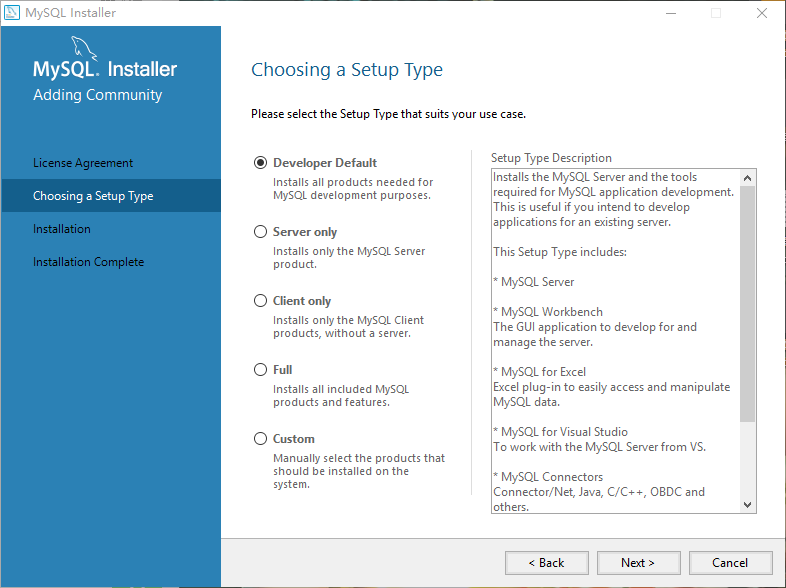 MySQL Installer
MySQL. Installer
Adding Community
License Agreement
Choosing a Setup Type
Installation
Installation Complete
Choosing a Setup Type
Please select the Setup Type that suits your use case.
Developer Default
Installs all products needed for
MySQL development purposes.
Server only
Installs only the MySQL Server
product.
Client only
Installs only the MySQL Client
products, without a server.
Full
Installs all included MySQL
products and features.
Custom
Manually select the products that
should be installed on the
system.
Setup Type Description
Installs the MySQL Server and the tools
required for MySQL application development.
This is useful if you intend to develop
applications for an existing server.
This Setup Type includes:
* MySQL Server
* MySQL Workbench
The GUI application to develop for and
manage the server.
* MySQL for Excel
Excel plug-in to easily access and manipulate
MySQL data.
* MySQL for Visual Studio
To work with the MySQL Server from VS.
* MySQL Connectors
Connector/Net, Java, C/C++, OBDC and
others.
< Back
Next >
Cancel